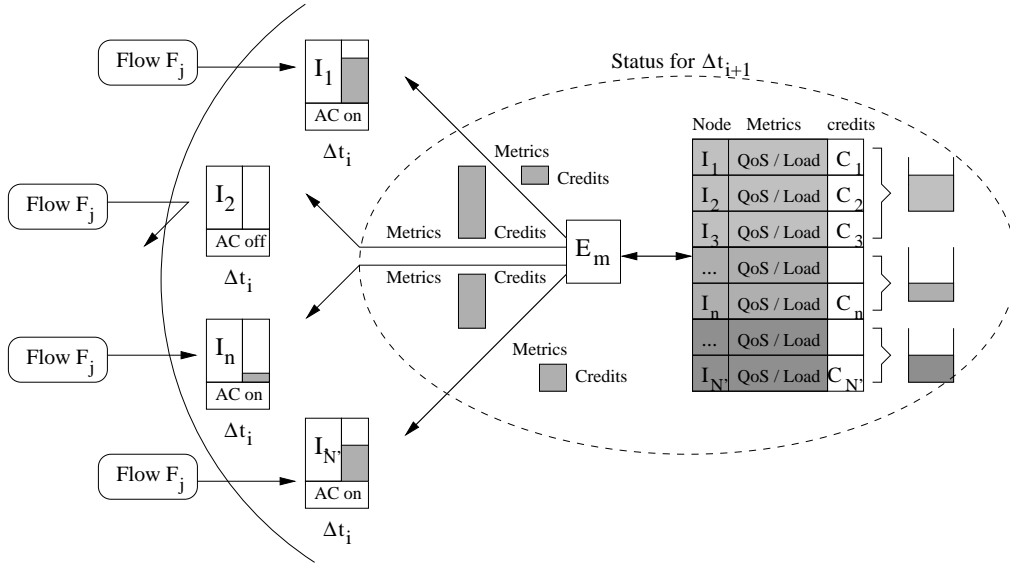 Flow F_j
I_1
AC on
Δt_i
Flow F_j
I_2
AC off
Δt_i
Flow F_j
I_n
AC on
Δt_i
Flow F_j
I_N'
AC on
Δt_i
Status for Δt_{i+1}
Metrics
Credits
Metrics Credits
Metrics Credits
Metrics
Credits
E_m
Node Metrics credits
I_1 QoS / Load C_1
I_2 QoS / Load C_2
I_3 QoS / Load C_3
... QoS / Load
I_n QoS / Load C_n
... QoS / Load
I_N' QoS / Load C_N'